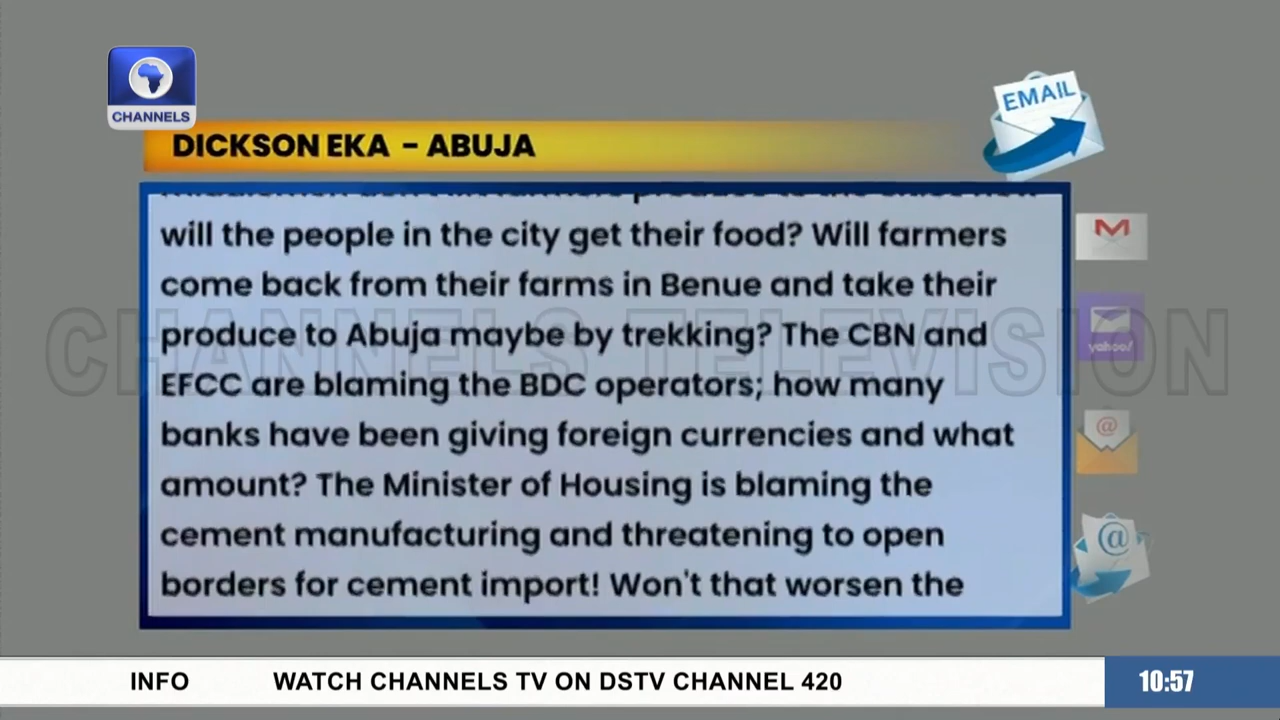 CHANNELS
EMAIL
DICKSON EKA – ABUJA
will the people in the city get their food? Will farmers
come back from their farms in Benue and take their
produce to Abuja maybe by trekking? The CBN and
EFCC are blaming the BDC operators; how many
banks have been giving foreign currencies and what
amount? The Minister of Housing is blaming the
cement manufacturing and threatening to open
borders for cement import! Won't that worsen the
CHANNELS TELEVISION
yahoo!
@
@
INFO
WATCH CHANNELS TV ON DSTV CHANNEL 420
10:57